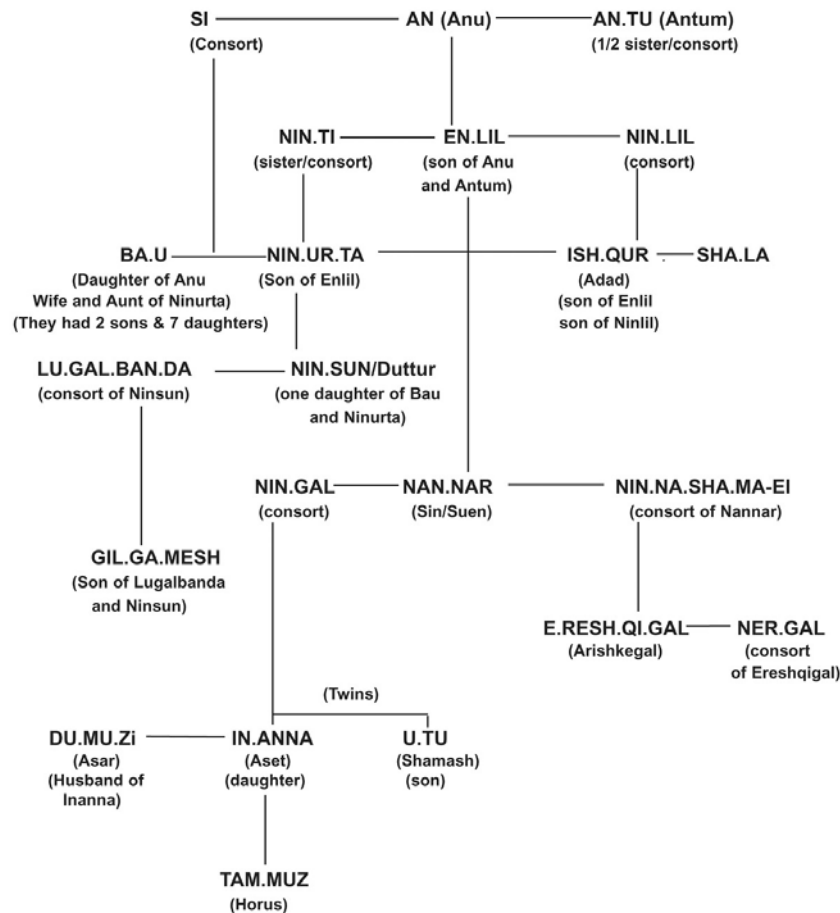 SI AN (Anu) AN.TU (Antum)
(Consort) (1/2 sister/consort)
NIN.TI EN.LIL NIN.LIL
(sister/consort) (son of Anu (consort)
and Antum)
BA.U NIN.UR.TA ISH.QUR SHA.LA
(Daughter of Anu (Son of Enlil) (Adad)
Wife and Aunt of Ninurta) (son of Enlil
(They had 2 sons & 7 daughters) son of Ninlil)
LU.GAL.BAN.DA NIN.SUN/Duttur
(consort of Ninsun) (one daughter of Bau
and Ninurta)
NIN.GAL NAN.NAR NIN.NA.SHA.MA-EI
(consort) (Sin/Suen) (consort of Nannar)
GIL.GA.MESH
(Son of Lugalbanda
and Ninsun)
E.RESH.QI.GAL NER.GAL
(Arishkegal) (consort
of Ereshqigal)
(Twins)
DU.MU.Zi IN.ANNA U.TU
(Asar) (Aset) (Shamash)
(Husband of (daughter) (son)
Inanna)
TAM.MUZ
(Horus)